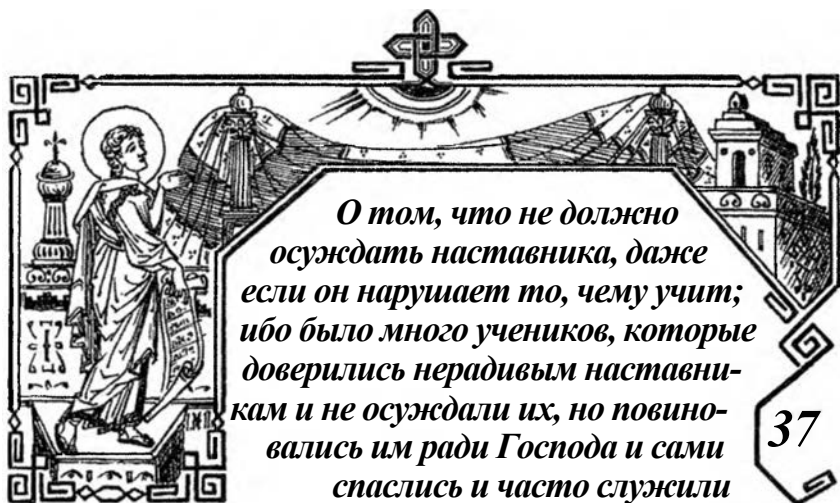 О том, что не должно
осуждать наставника, даже
если он нарушает то, чему учит;
ибо было много учеников, которые
доверились нерадивым наставни-
кам и не осуждали их, но повино-
вались им ради Господа и сами
спаслись и часто служили
37